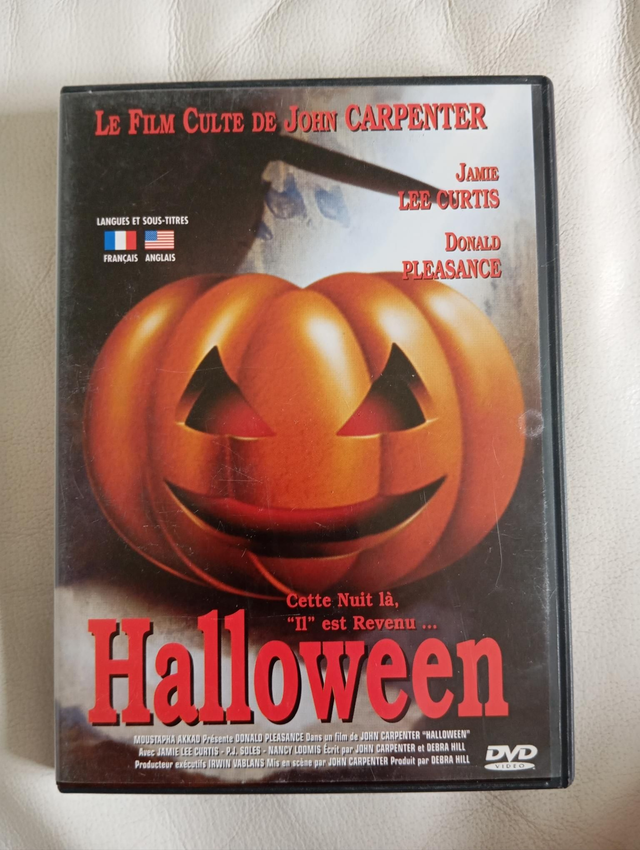 LE FILM CULTE DE JOHN CARPENTER
JAMIE
LEE CURTIS
LANGUES ET SOUS-TITRES
FRANÇAIS ANGLAIS
DONALD
PLEASANCE
Cette Nuit là,
"Il" est Revenu ...
Halloween
MOUSTAPHA AKKAD Présente DONALD PLEASANCE Dans un film de JOHN CARPENTER "HALLOWEEN"
Avec JAMIE LEE CURTIS - P.J. SOLES - NANCY LOOMIS Écrit par JOHN CARPENTER et DEBRA HILL
Producteur exécutifs IRWIN YABLANS Mis en scène par JOHN CARPENTER Produit par DEBRA HILL
DVD
VIDEO